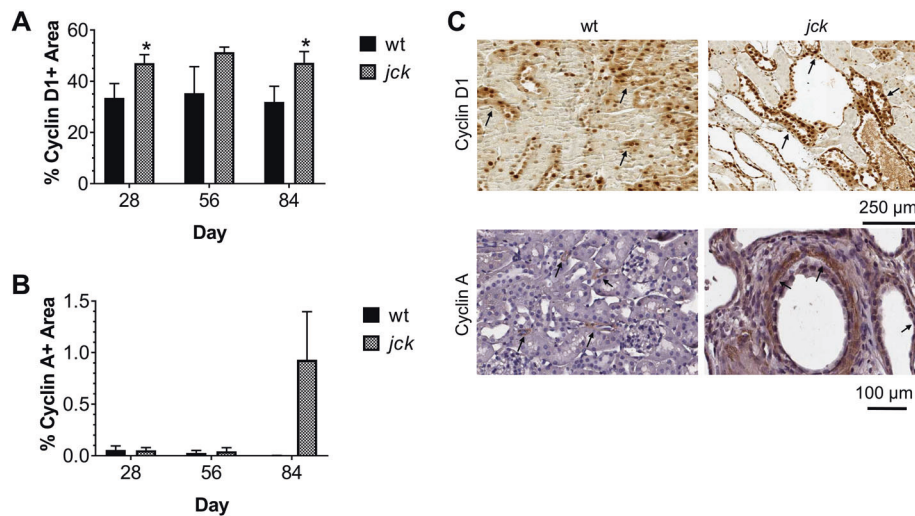 A
% Cyclin D1+ Area
60
40
20
0
*
*
28
56
84
Day
wt
jck
B
% Cyclin A+ Area
1.5
1.0
0.5
0.0
28
56
84
Day
wt
jck
C
wt
jck
Cyclin D1
250 µm
Cyclin A
100 µm